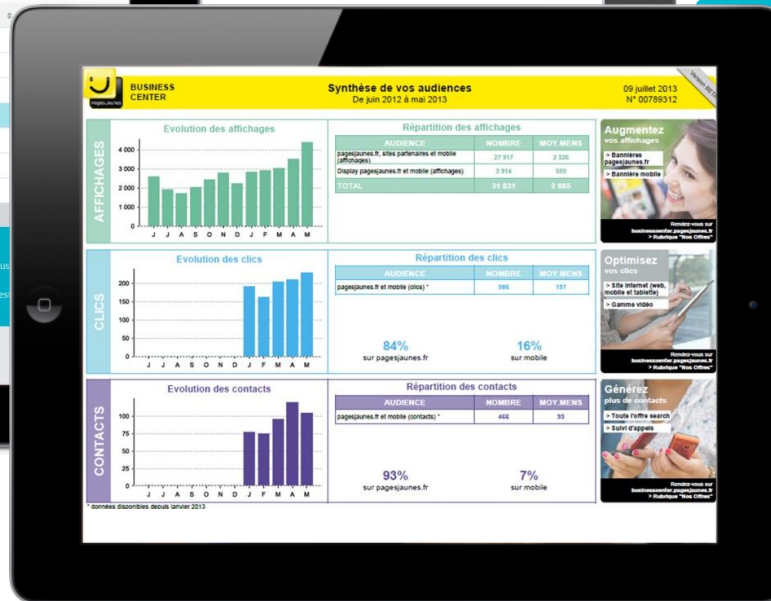 BUSINESS
CENTER
PAGESJAUNES
Synthèse de vos audiences
De juin 2012 à mai 2013
09 juillet 2013
N° 00789312
Version BETA
AFFICHAGES
Evolution des affichages
4 000
3 000
2 000
1 000
0
J J A S O N D J F M A M
Répartition des affichages
AUDIENCE NOMBRE MOY.MENS
pagesjaunes.fr, sites partenaires et mobile
(affichages) 27 917 2 326
Display pagesjaunes.fr et mobile (affichages) 3 914 559
TOTAL 31 831 2 885
Augmentez
vos affichages
> Bannières
pagesjaunes.fr
> Bannière mobile
Rendez-vous sur
businesscenter.pagesjaunes.fr
> Rubrique "Nos Offres"
CLICS
Evolution des clics
200
150
100
50
0
J J A S O N D J F M A M
Répartition des clics
AUDIENCE NOMBRE MOY.MENS
pagesjaunes.fr et mobile (clics) * 986 197
84%
sur pagesjaunes.fr
16%
sur mobile
Optimisez
vos clics
> Site Internet (web,
mobile et tablette)
> Gamme vidéo
Rendez-vous sur
businesscenter.pagesjaunes.fr
> Rubrique "Nos Offres"
CONTACTS
Evolution des contacts
100
75
50
25
0
J J A S O N D J F M A M
Répartition des contacts
AUDIENCE NOMBRE MOY.MENS
pagesjaunes.fr et mobile (contacts) * 466 93
93%
sur pagesjaunes.fr
7%
sur mobile
Générez
plus de contacts
> Toute l'offre search
> Suivi d'appels
Rendez-vous sur
businesscenter.pagesjaunes.fr
> Rubrique "Nos Offres"
* données disponibles depuis janvier 2013